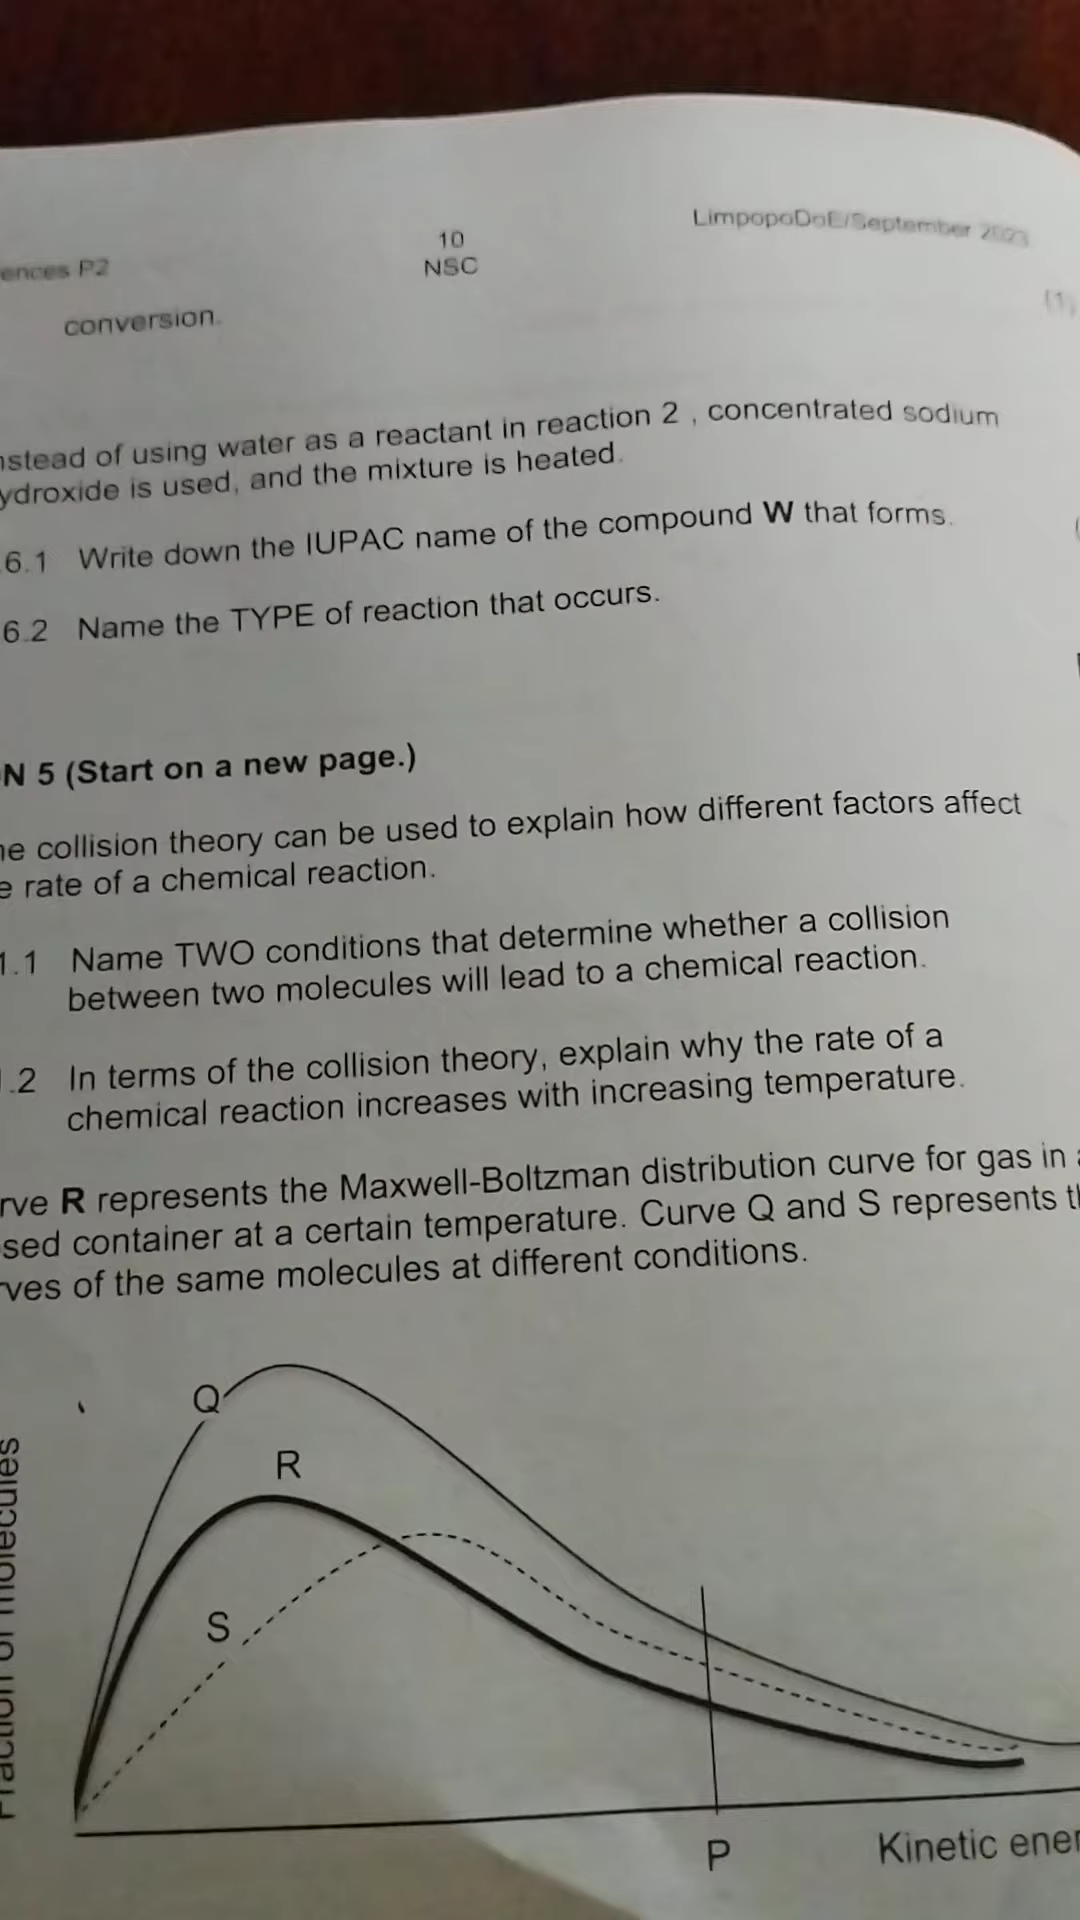 LimpopoDoE/September 2023
10
ences P2
NSC
conversion.
(1)
nstead of using water as a reactant in reaction 2 , concentrated sodium
ydroxide is used, and the mixture is heated.
6.1 Write down the IUPAC name of the compound W that forms.
6.2 Name the TYPE of reaction that occurs.
N 5 (Start on a new page.)
he collision theory can be used to explain how different factors affect
e rate of a chemical reaction.
1.1 Name TWO conditions that determine whether a collision
between two molecules will lead to a chemical reaction.
.2 In terms of the collision theory, explain why the rate of a
chemical reaction increases with increasing temperature.
rve R represents the Maxwell-Boltzman distribution curve for gas in a
sed container at a certain temperature. Curve Q and S represents th
ves of the same molecules at different conditions.
Q
R
S
Fraction of molecules
P
Kinetic ener